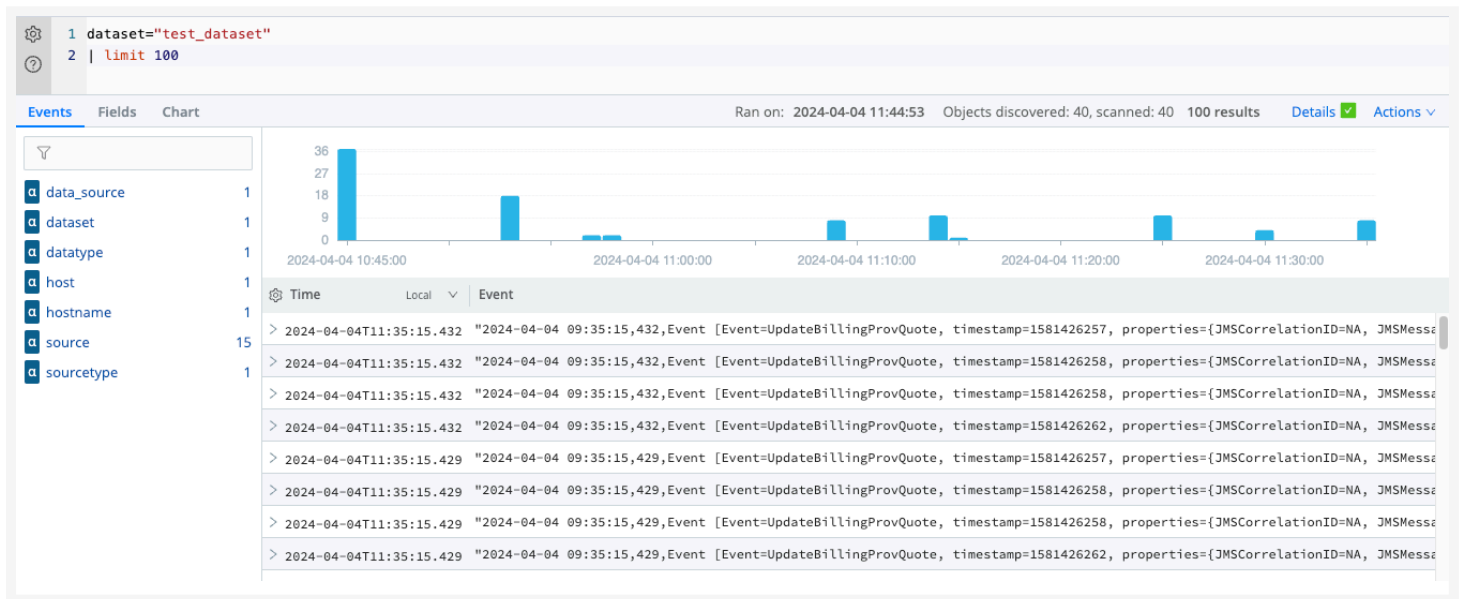 1 dataset="test_dataset"
2 | limit 100
Events Fields Chart
Ran on: 2024-04-04 11:44:53 Objects discovered: 40, scanned: 40 100 results Details Actions
α data_source 1
α dataset 1
α datatype 1
α host 1
α hostname 1
α source 15
α sourcetype 1
36
27
18
9
0
2024-04-04 10:45:00 2024-04-04 11:00:00 2024-04-04 11:10:00 2024-04-04 11:20:00 2024-04-04 11:30:00
Time Local Event
> 2024-04-04T11:35:15.432 "2024-04-04 09:35:15,432,Event [Event=UpdateBillingProvQuote, timestamp=1581426257, properties={JMSCorrelationID=NA, JMSMessa
> 2024-04-04T11:35:15.432 "2024-04-04 09:35:15,432,Event [Event=UpdateBillingProvQuote, timestamp=1581426258, properties={JMSCorrelationID=NA, JMSMessa
> 2024-04-04T11:35:15.432 "2024-04-04 09:35:15,432,Event [Event=UpdateBillingProvQuote, timestamp=1581426258, properties={JMSCorrelationID=NA, JMSMessa
> 2024-04-04T11:35:15.432 "2024-04-04 09:35:15,432,Event [Event=UpdateBillingProvQuote, timestamp=1581426262, properties={JMSCorrelationID=NA, JMSMessa
> 2024-04-04T11:35:15.429 "2024-04-04 09:35:15,429,Event [Event=UpdateBillingProvQuote, timestamp=1581426257, properties={JMSCorrelationID=NA, JMSMessa
> 2024-04-04T11:35:15.429 "2024-04-04 09:35:15,429,Event [Event=UpdateBillingProvQuote, timestamp=1581426258, properties={JMSCorrelationID=NA, JMSMessa
> 2024-04-04T11:35:15.429 "2024-04-04 09:35:15,429,Event [Event=UpdateBillingProvQuote, timestamp=1581426258, properties={JMSCorrelationID=NA, JMSMessa
> 2024-04-04T11:35:15.429 "2024-04-04 09:35:15,429,Event [Event=UpdateBillingProvQuote, timestamp=1581426262, properties={JMSCorrelationID=NA, JMSMessa